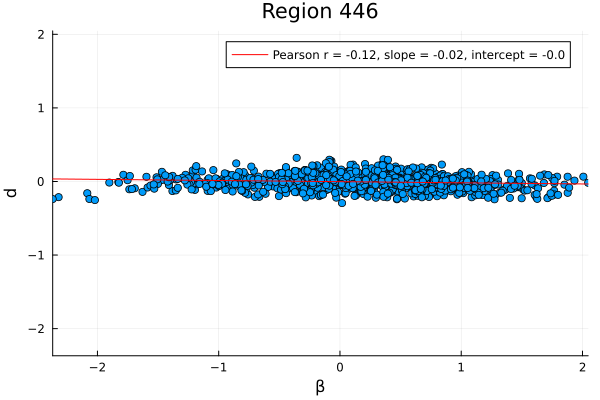 Region 446
Pearson r = -0.12, slope = -0.02, intercept = -0.0
2
1
0
−1
−2
d
−2 −1 0 1 2
β